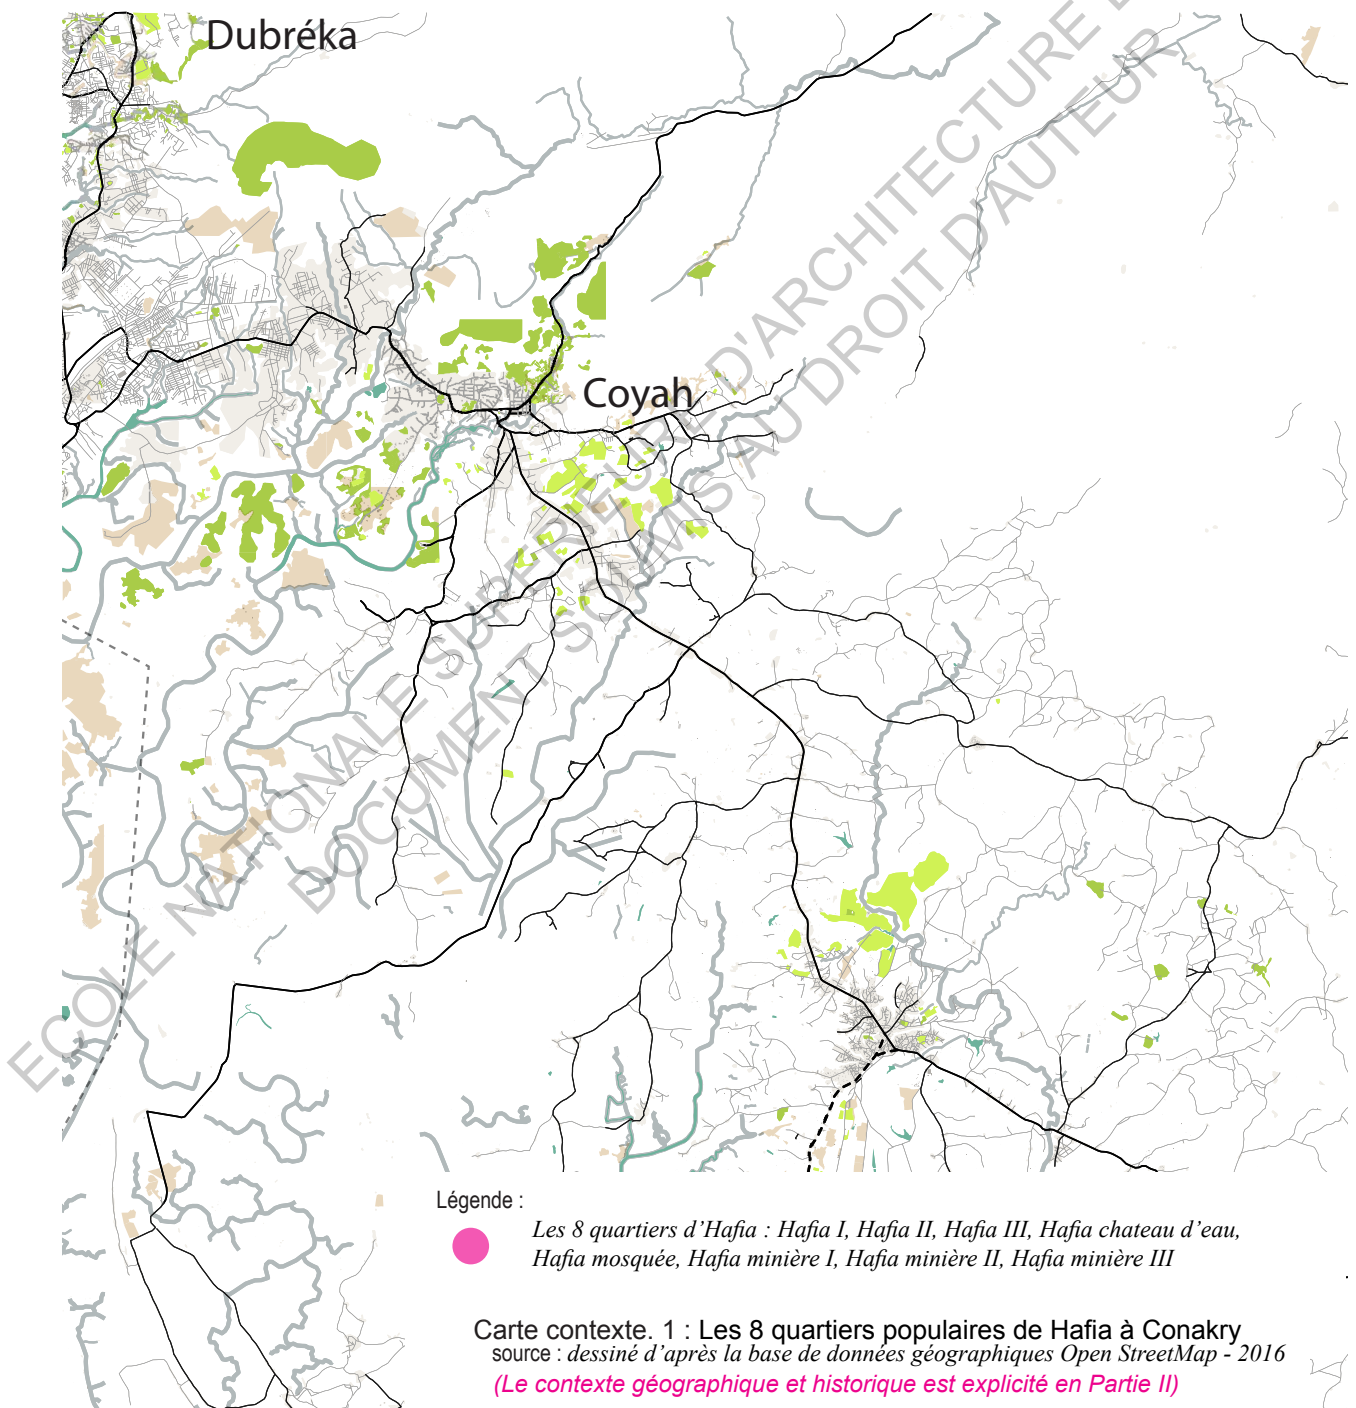 Dubréka
Coyah
ECOLE NATIONALE SUPERIEURE D'ARCHITECTURE
DOCUMENT SOUMIS AU DROIT D'AUTEUR
Légende :
Les 8 quartiers d'Hafia : Hafia I, Hafia II, Hafia III, Hafia chateau d'eau,
Hafia mosquée, Hafia minière I, Hafia minière II, Hafia minière III
Carte contexte. 1 : Les 8 quartiers populaires de Hafia à Conakry
source : dessiné d'après la base de données géographiques Open StreetMap - 2016
(Le contexte géographique et historique est explicité en Partie II)